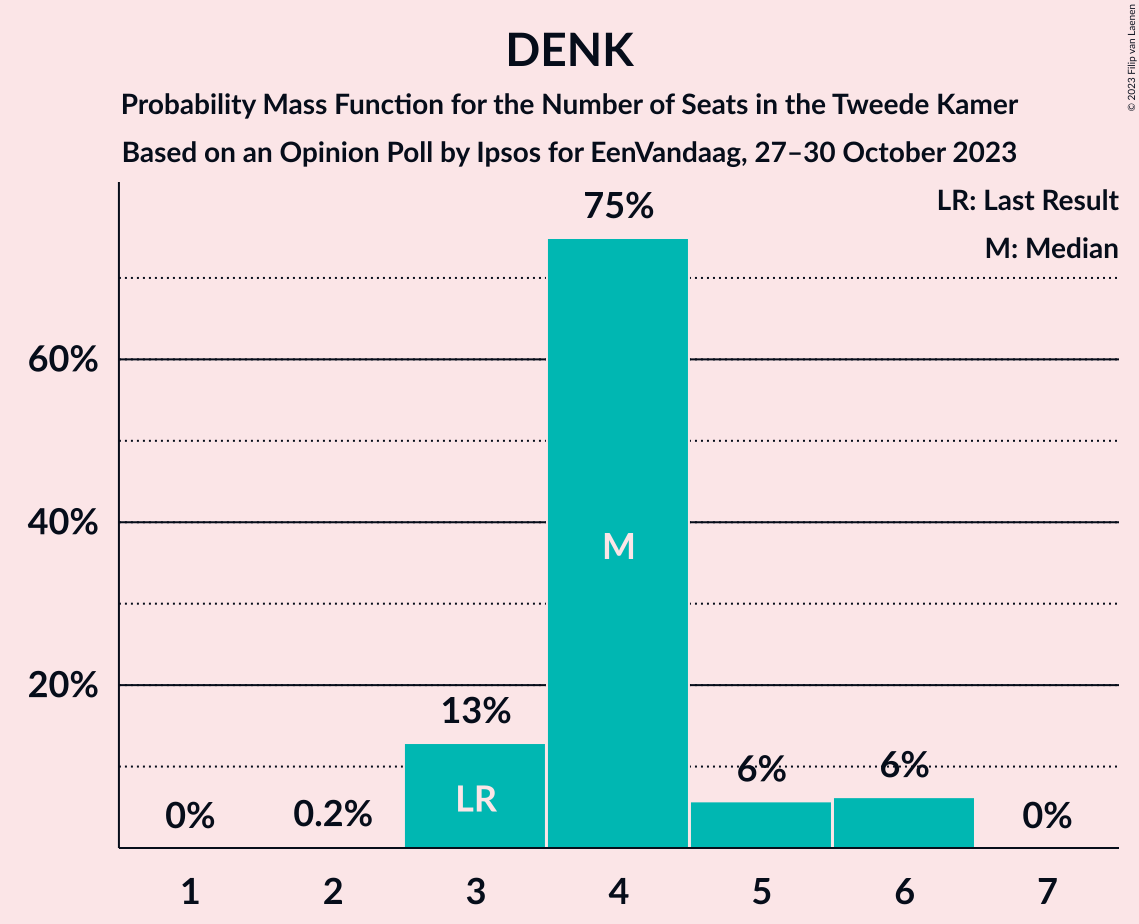 DENK
Probability Mass Function for the Number of Seats in the Tweede Kamer
Based on an Opinion Poll by Ipsos for EenVandaag, 27–30 October 2023
© 2023 Filip van Laenen
LR: Last Result
M: Median
75%
60%
40%
20%
M
13%
LR
6%
6%
0%
0.2%
0%
1 2 3 4 5 6 7